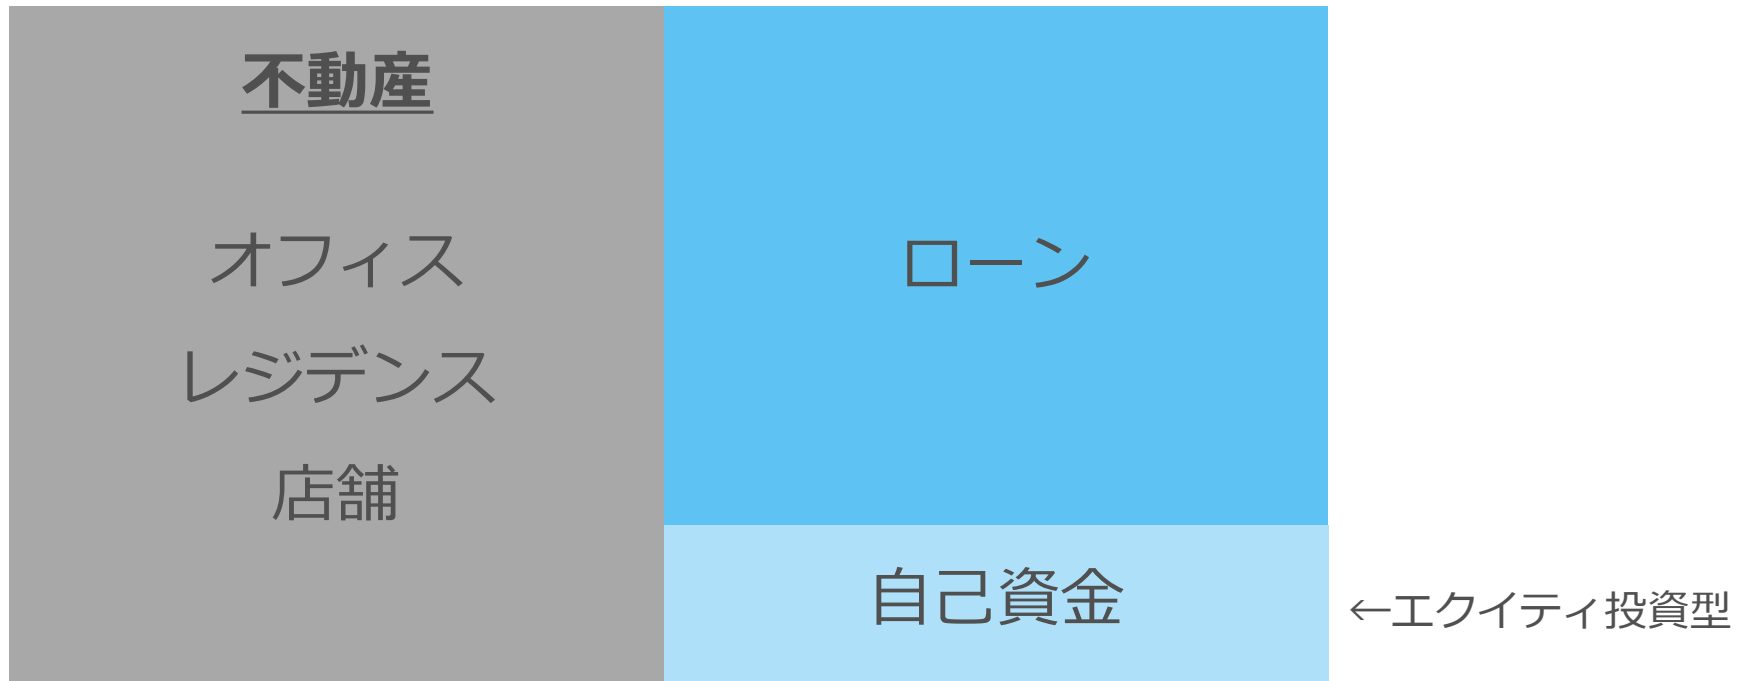 不動産
オフィス
レジデンス
店舗
ローン
自己資金
←エクイティ投資型